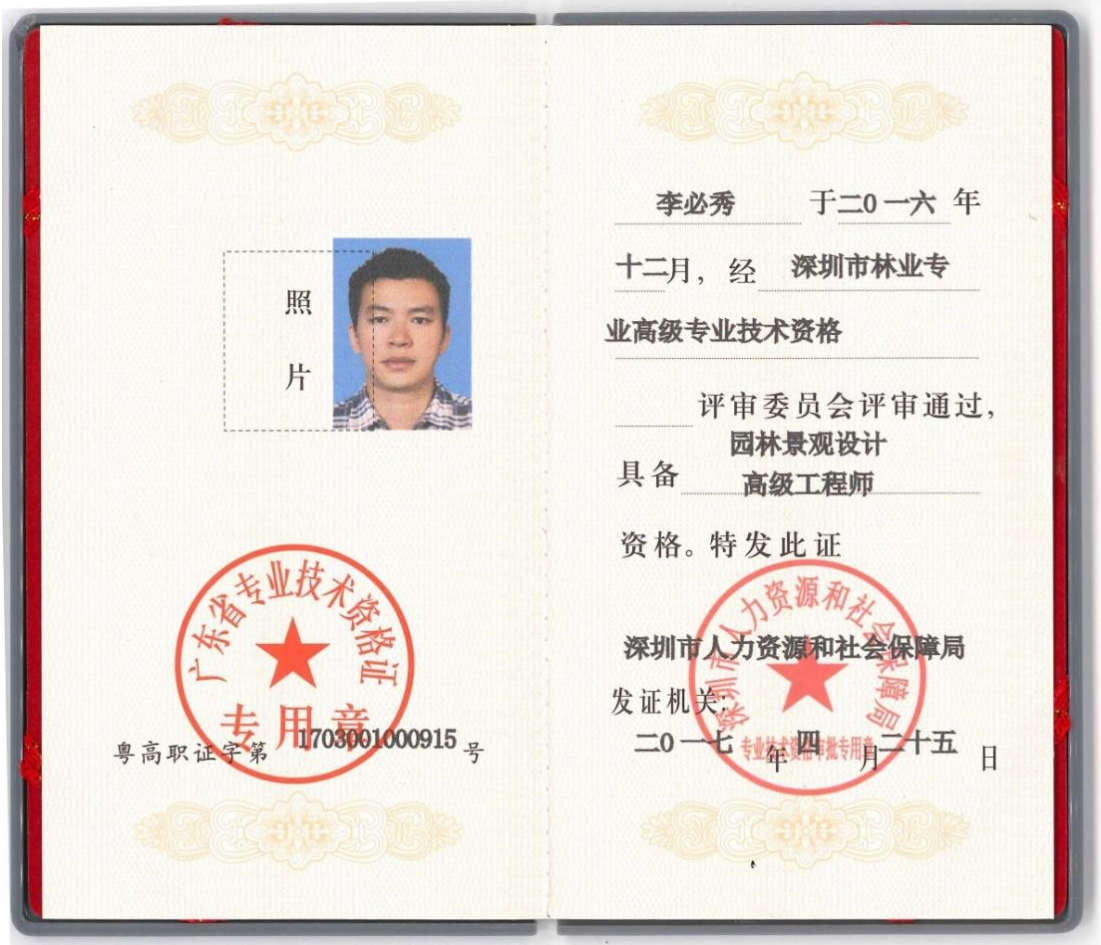 照
片
广东省专业技术资格证
专用章
粤高职证字第 1703001000915 号
李必秀 于二0一六 年
十二月，经 深圳市林业专
业高级专业技术资格
评审委员会评审通过，
园林景观设计
具备 高级工程师
资格。特发此证
深圳市人力资源和社会保障局
深圳市人力资源和社会保障局
发证机关：
专业技术资格审批专用章
二0一七 年 四 月 二十五 日